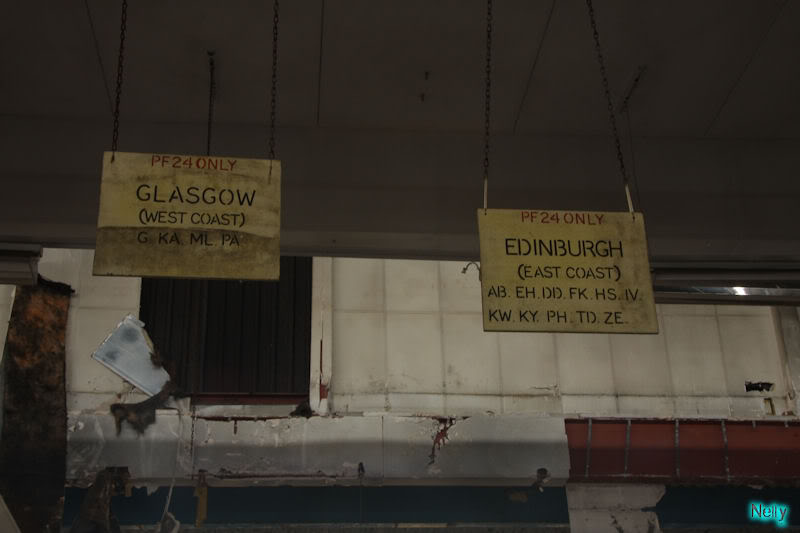 PF24 ONLY
GLASGOW
(WEST COAST)
G. KA. ML. PA
PF24 ONLY
EDINBURGH
(EAST COAST)
AB. EH. DD. FK. HS. IV.
KW. KY. PH. TD. ZE.
Nelly